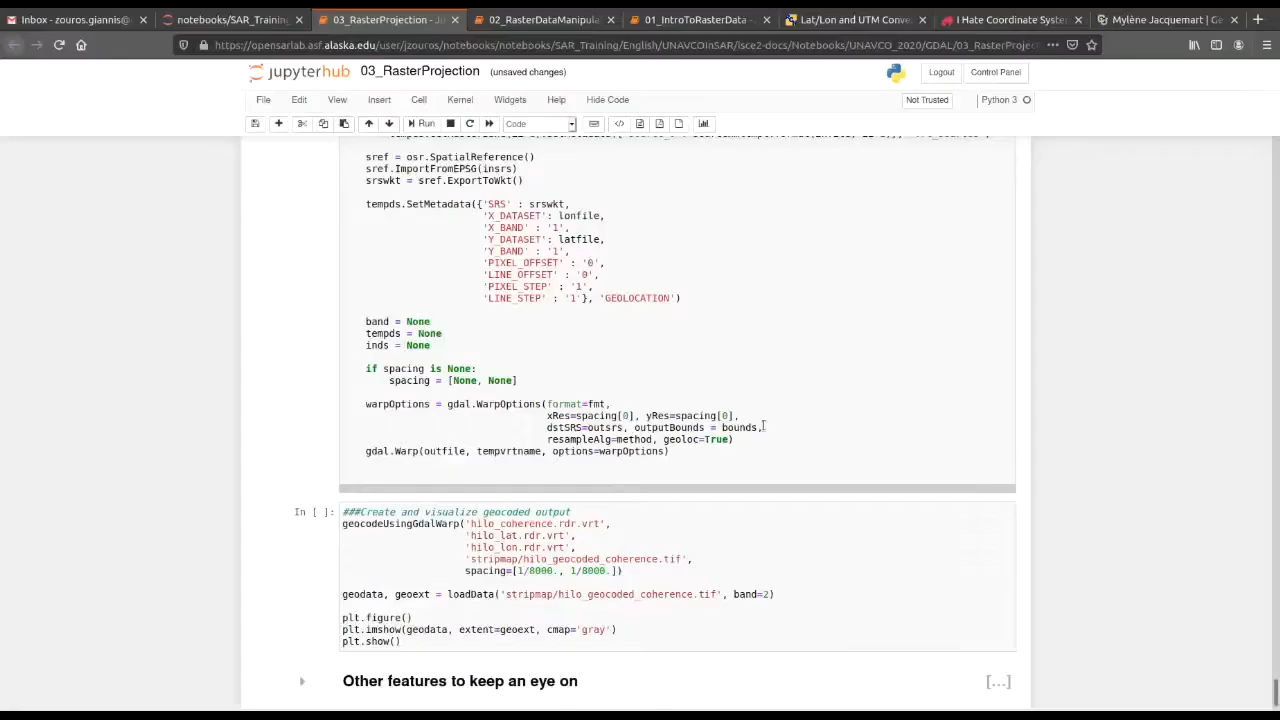 Inbox - zouros.giannis@
notebooks/SAR_Training
03_RasterProjection - Ju
02_RasterDataManipula
01_IntroToRasterData -
Lat/Lon and UTM Conve
I Hate Coordinate System
Mylène Jacquemart | Ge
https://opensarlab.asf.alaska.edu/user/jzouros/notebooks/notebooks/SAR_Training/English/UNAVCOinSAR/isce2-docs/Notebooks/UNAVCO_2020/GDAL/03_RasterProjec
jupyterhub 03_RasterProjection (unsaved changes)
Logout Control Panel
File Edit View Insert Cell Kernel Widgets Help Hide Code
Not Trusted Python 3
Run Code
sref = osr.SpatialReference()
sref.ImportFromEPSG(insrs)
srswkt = sref.ExportToWkt()
tempds.SetMetadata({'SRS' : srswkt,
'X_DATASET': lonfile,
'X_BAND' : '1',
'Y_DATASET': latfile,
'Y_BAND' : '1',
'PIXEL_OFFSET' : '0',
'LINE_OFFSET' : '0',
'PIXEL_STEP' : '1',
'LINE_STEP' : '1'}, 'GEOLOCATION')
band = None
tempds = None
inds = None
if spacing is None:
spacing = [None, None]
warpOptions = gdal.WarpOptions(format=fmt,
xRes=spacing[0], yRes=spacing[0],
dstSRS=outsrs, outputBounds = bounds,
resampleAlg=method, geoloc=True)
gdal.Warp(outfile, tempvrtname, options=warpOptions)
In [ ]: ###Create and visualize geocoded output
geocodeUsingGdalWarp('hilo_coherence.rdr.vrt',
'hilo_lat.rdr.vrt',
'hilo_lon.rdr.vrt',
'stripmap/hilo_geocoded_coherence.tif',
spacing=[1/8000., 1/8000.])
geodata, geoext = loadData('stripmap/hilo_geocoded_coherence.tif', band=2)
plt.figure()
plt.imshow(geodata, extent=geoext, cmap='gray')
plt.show()
Other features to keep an eye on
[...]